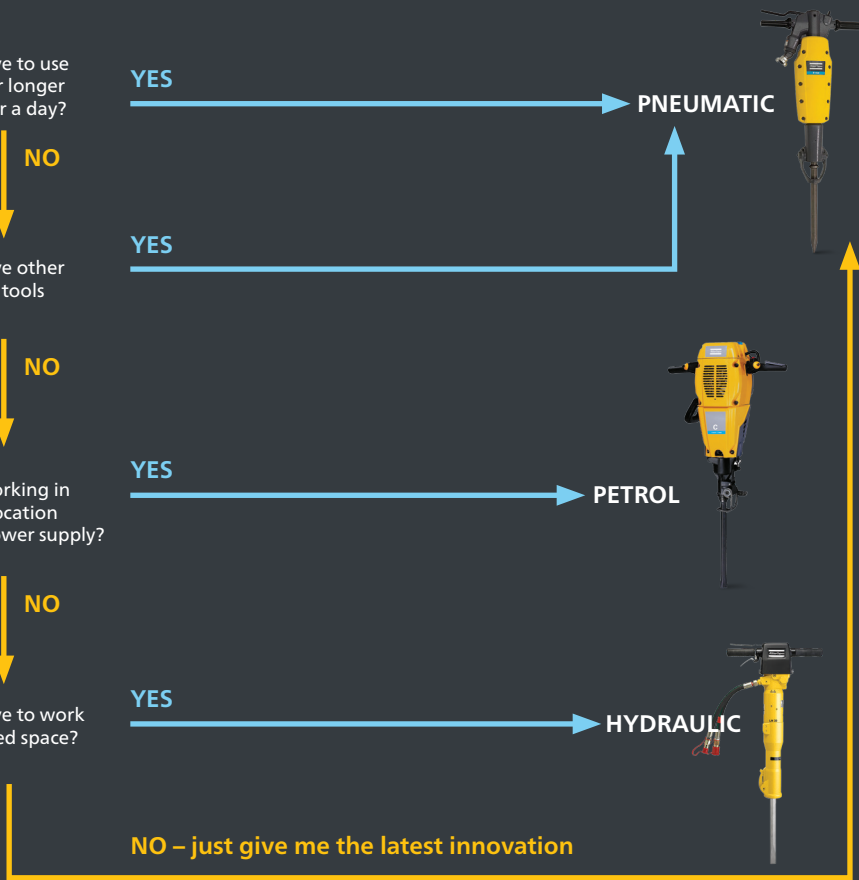 ve to use
r longer
r a day?
YES
PNEUMATIC
NO
YES
ve other
tools
NO
YES
orking in
ocation
ower supply?
PETROL
NO
YES
ve to work
ed space?
HYDRAULIC
NO – just give me the latest innovation